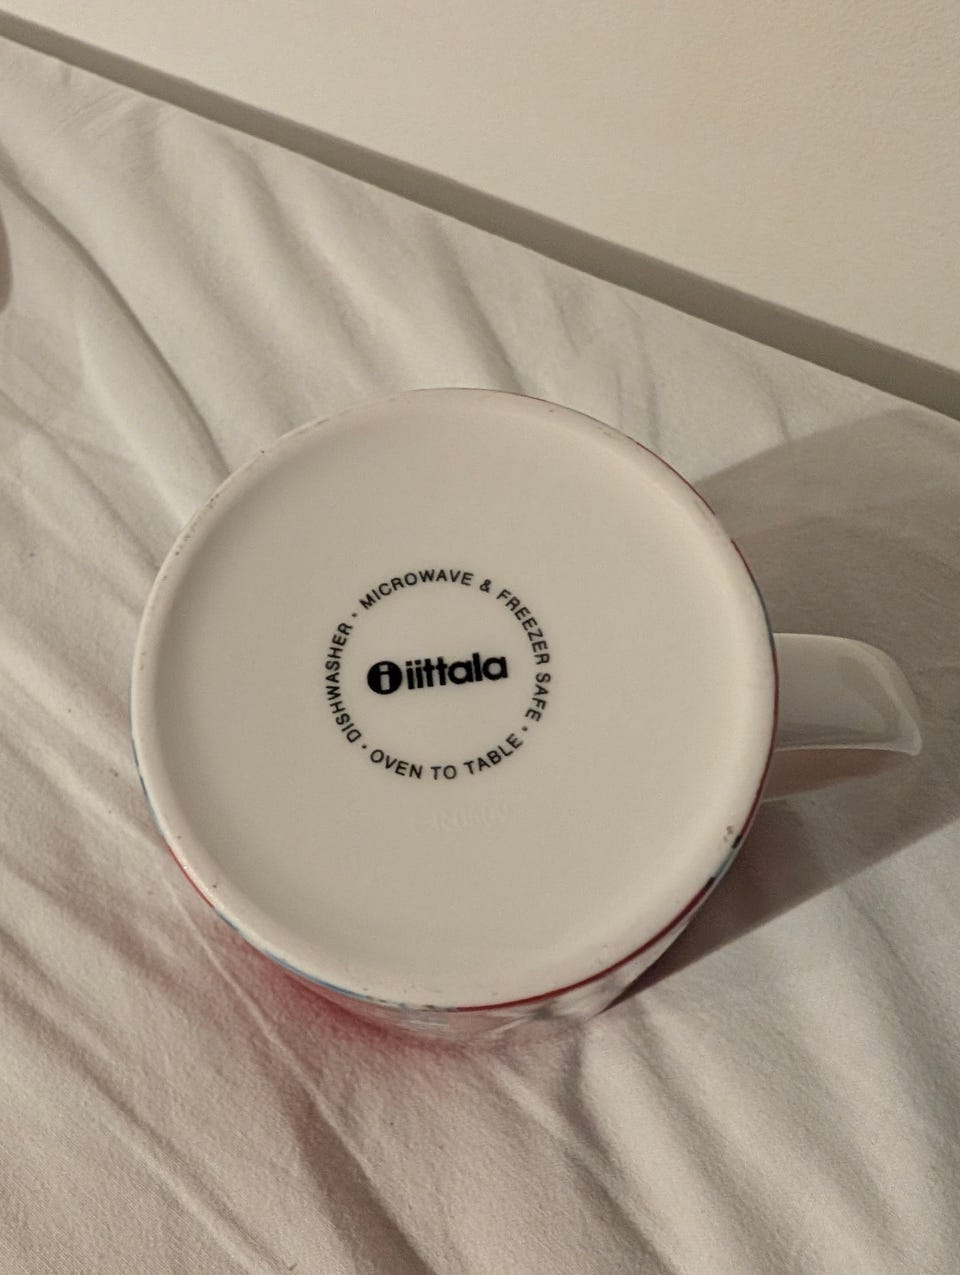 DISHWASHER • MICROWAVE & FREEZER SAFE • OVEN TO TABLE •
i iittala